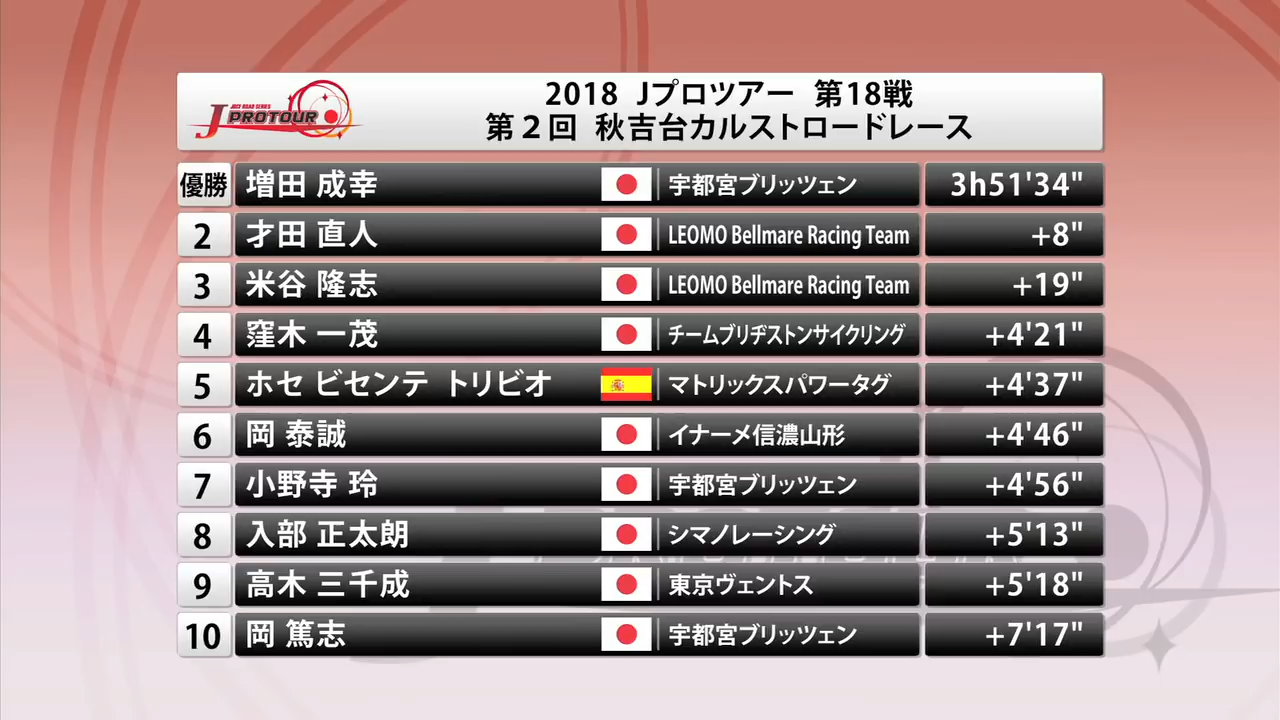 JBCF ROAD SERIES
J PROTOUR
2018 Jプロツアー 第18戦
第２回 秋吉台カルストロードレース
優勝 増田 成幸 宇都宮ブリッツェン 3h51'34"
2 才田 直人 LEOMO Bellmare Racing Team +8"
3 米谷 隆志 LEOMO Bellmare Racing Team +19"
4 窪木 一茂 チームブリヂストンサイクリング +4'21"
5 ホセ ビセンテ トリビオ マトリックスパワータグ +4'37"
6 岡 泰誠 イナーメ信濃山形 +4'46"
7 小野寺 玲 宇都宮ブリッツェン +4'56"
8 入部 正太朗 シマノレーシング +5'13"
9 高木 三千成 東京ヴェントス +5'18"
10 岡 篤志 宇都宮ブリッツェン +7'17"